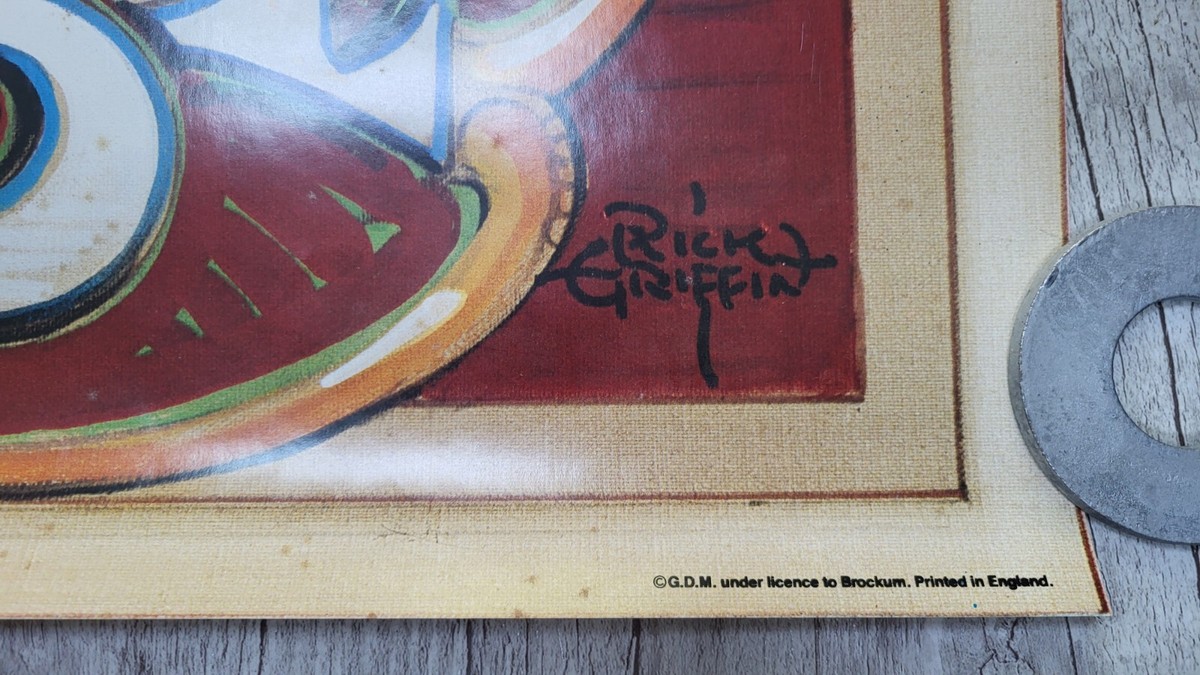 RICK
GRIFFIN
©G.D.M. under licence to Brockum. Printed in England.